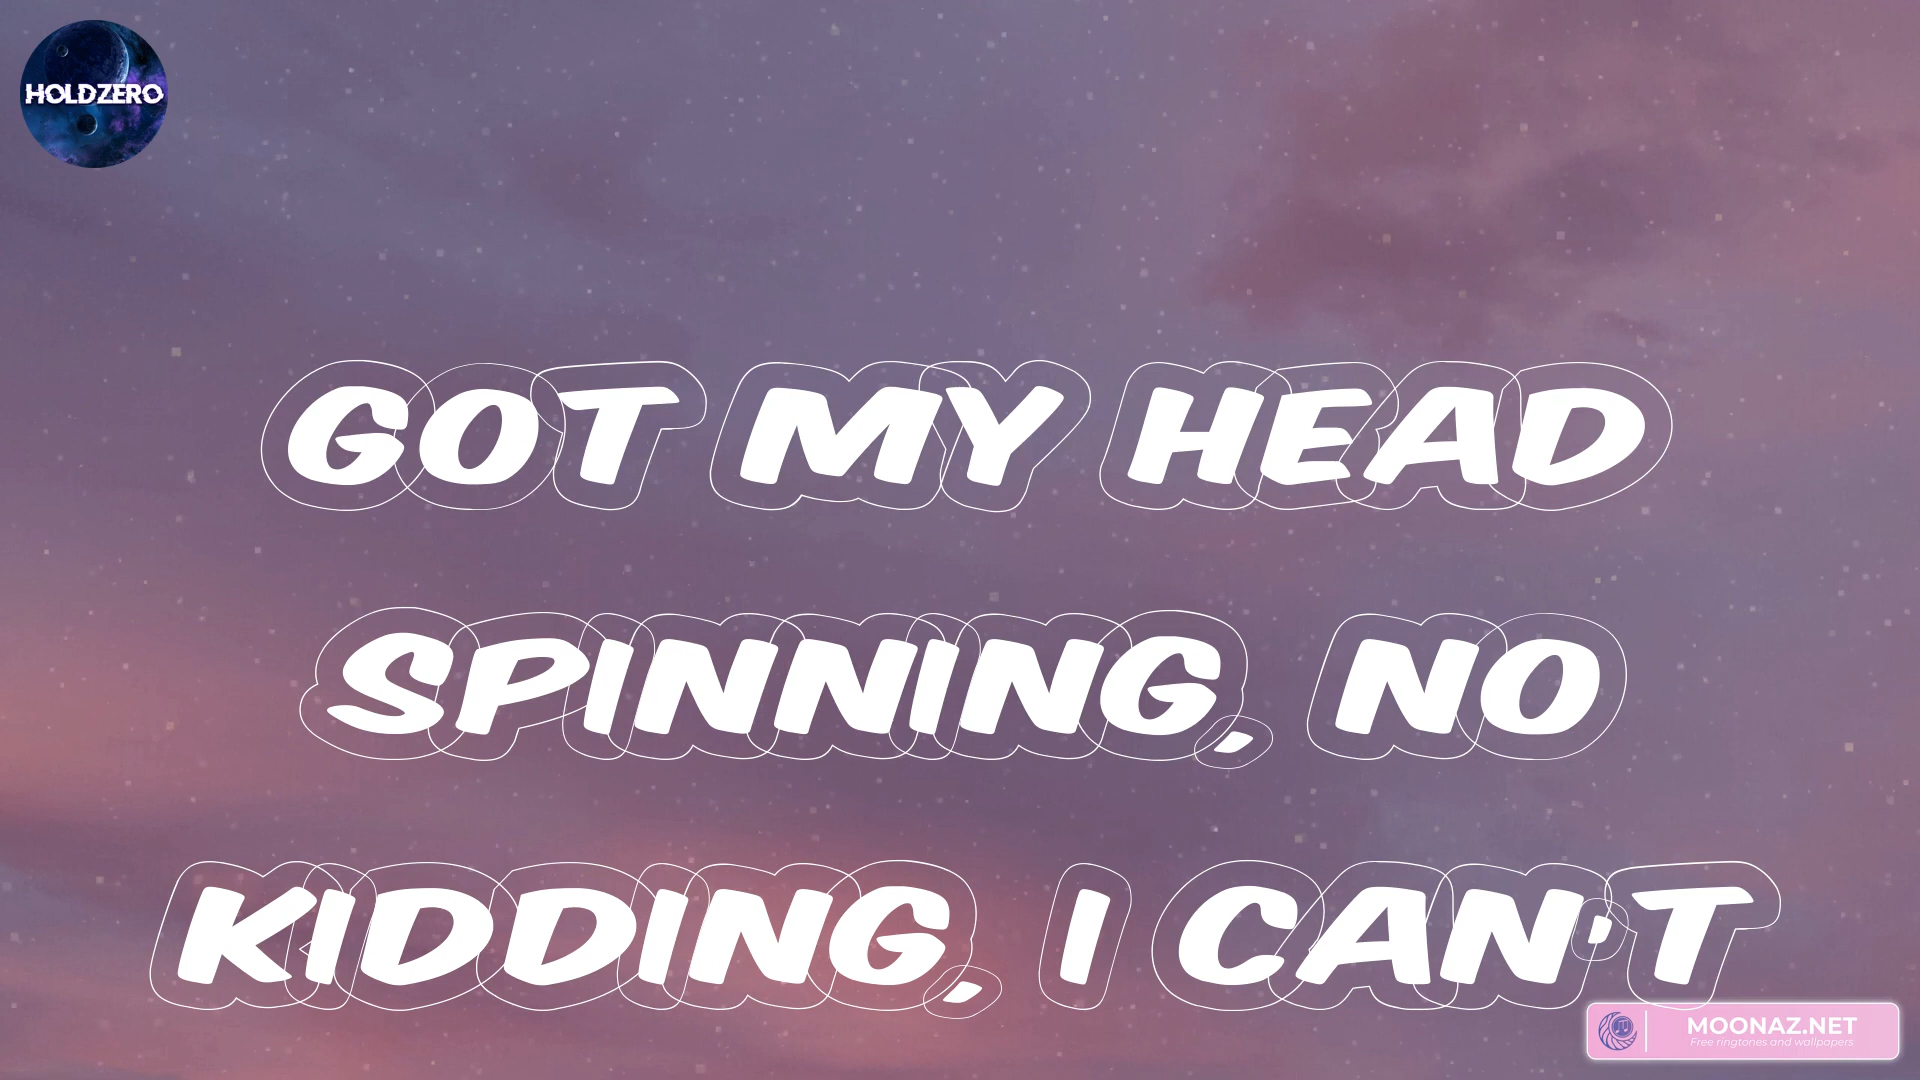 HOLDZERO
GOT MY HEAD
SPINNING, NO
KIDDING, I CAN'T
MOONAZ.NET
Free ringtones and wallpapers